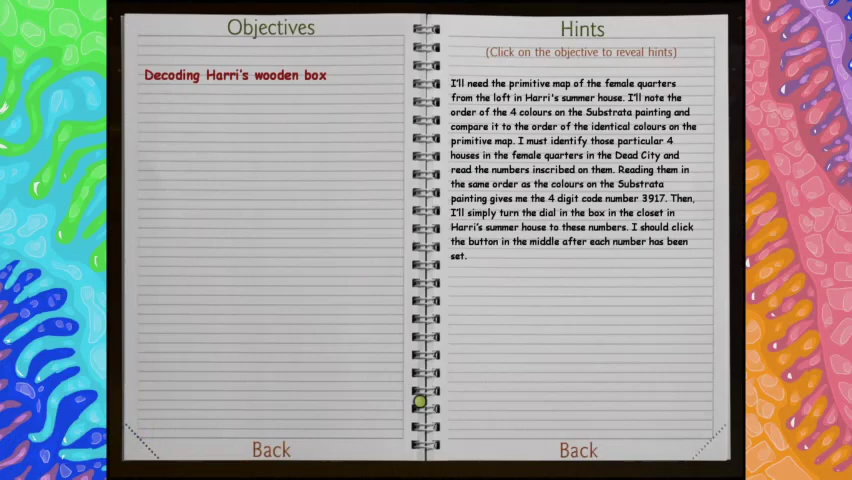 Objectives
Decoding Harri's wooden box
Back
Hints
(Click on the objective to reveal hints)
I'll need the primitive map of the female quarters
from the loft in Harri's summer house. I'll note the
order of the 4 colours on the Substrata painting and
compare it to the order of the identical colours on the
primitive map. I must identify those particular 4
houses in the female quarters in the Dead City and
read the numbers inscribed on them. Reading them in
the same order as the colours on the Substrata
painting gives me the 4 digit code number 3917. Then,
I'll simply turn the dial in the box in the closet in
Harri's summer house to these numbers. I should click
the button in the middle after each number has been
set.
Back